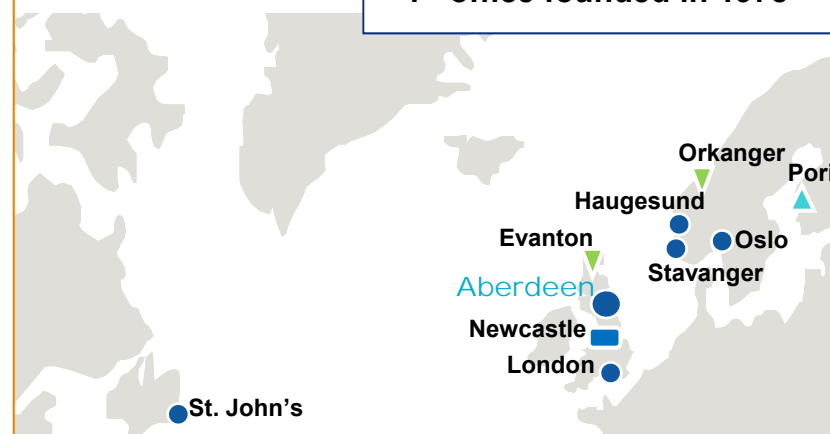 Orkanger
Pori
Haugesund
Evanton
Oslo
Stavanger
Aberdeen
Newcastle
London
St. John's